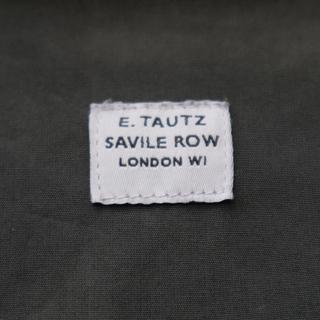 E. TAUTZ
SAVILE ROW
LONDON W1